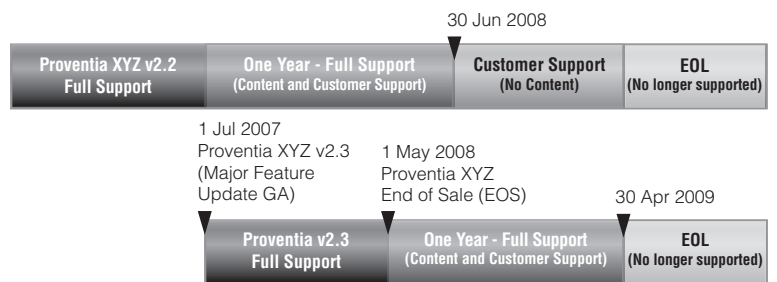 30 Jun 2008
Proventia XYZ v2.2
Full Support
One Year - Full Support
(Content and Customer Support)
Customer Support
(No Content)
EOL
(No longer supported)
1 Jul 2007
Proventia XYZ v2.3
(Major Feature
Update GA)
1 May 2008
Proventia XYZ
End of Sale (EOS)
30 Apr 2009
Proventia v2.3
Full Support
One Year - Full Support
(Content and Customer Support)
EOL
(No longer supported)